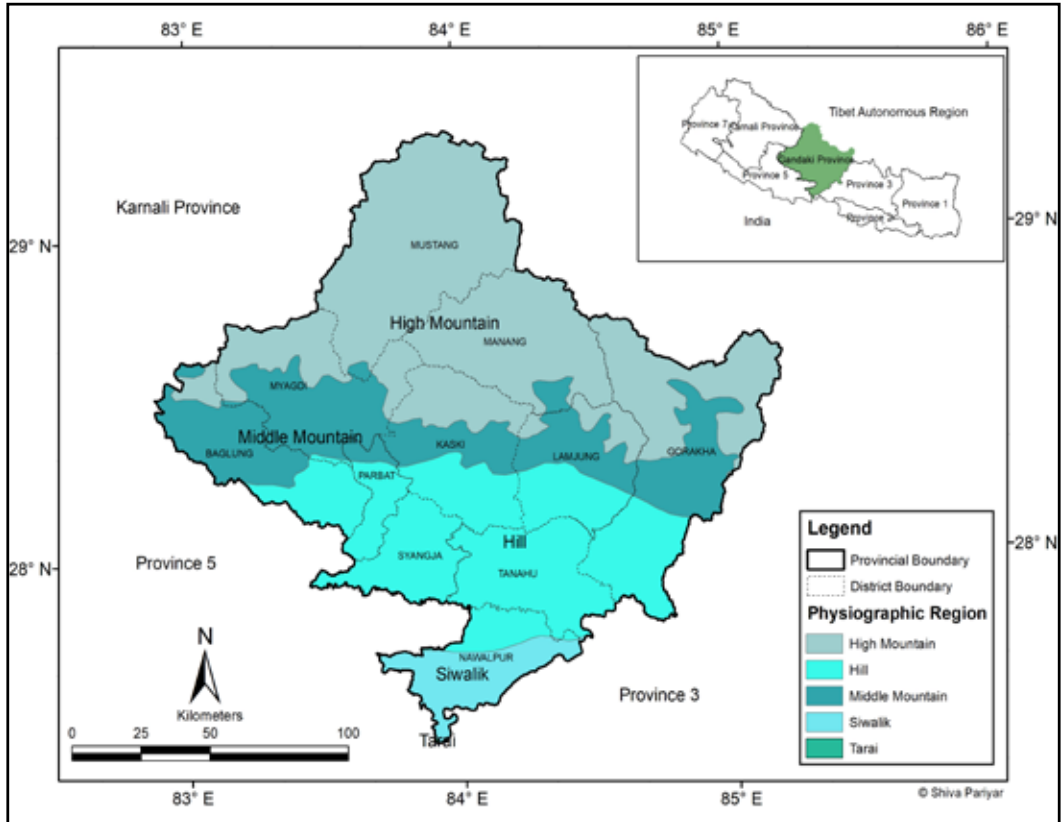 83° E
84° E
85° E
86° E
Tibet Autonomous Region
Province 7
Karnali Province
Gandaki Province
Province 5
Province 3
Province 1
Province 2
India
Karnali Province
29° N
29° N
MUSTANG
High Mountain
MANANG
MYAGDI
Middle Mountain
BAGLUNG
KASKI
LAMJUNG
GORAKHA
PARBAT
Hill
SYANGJA
TANAHU
28° N
28° N
Province 5
NAWALPUR
Siwalik
Province 3
Tarai
N
Kilometers
0 25 50 100
Legend
Provincial Boundary
District Boundary
Physiographic Region
High Mountain
Hill
Middle Mountain
Siwalik
Tarai
83° E
84° E
85° E
© Shiva Pariyar